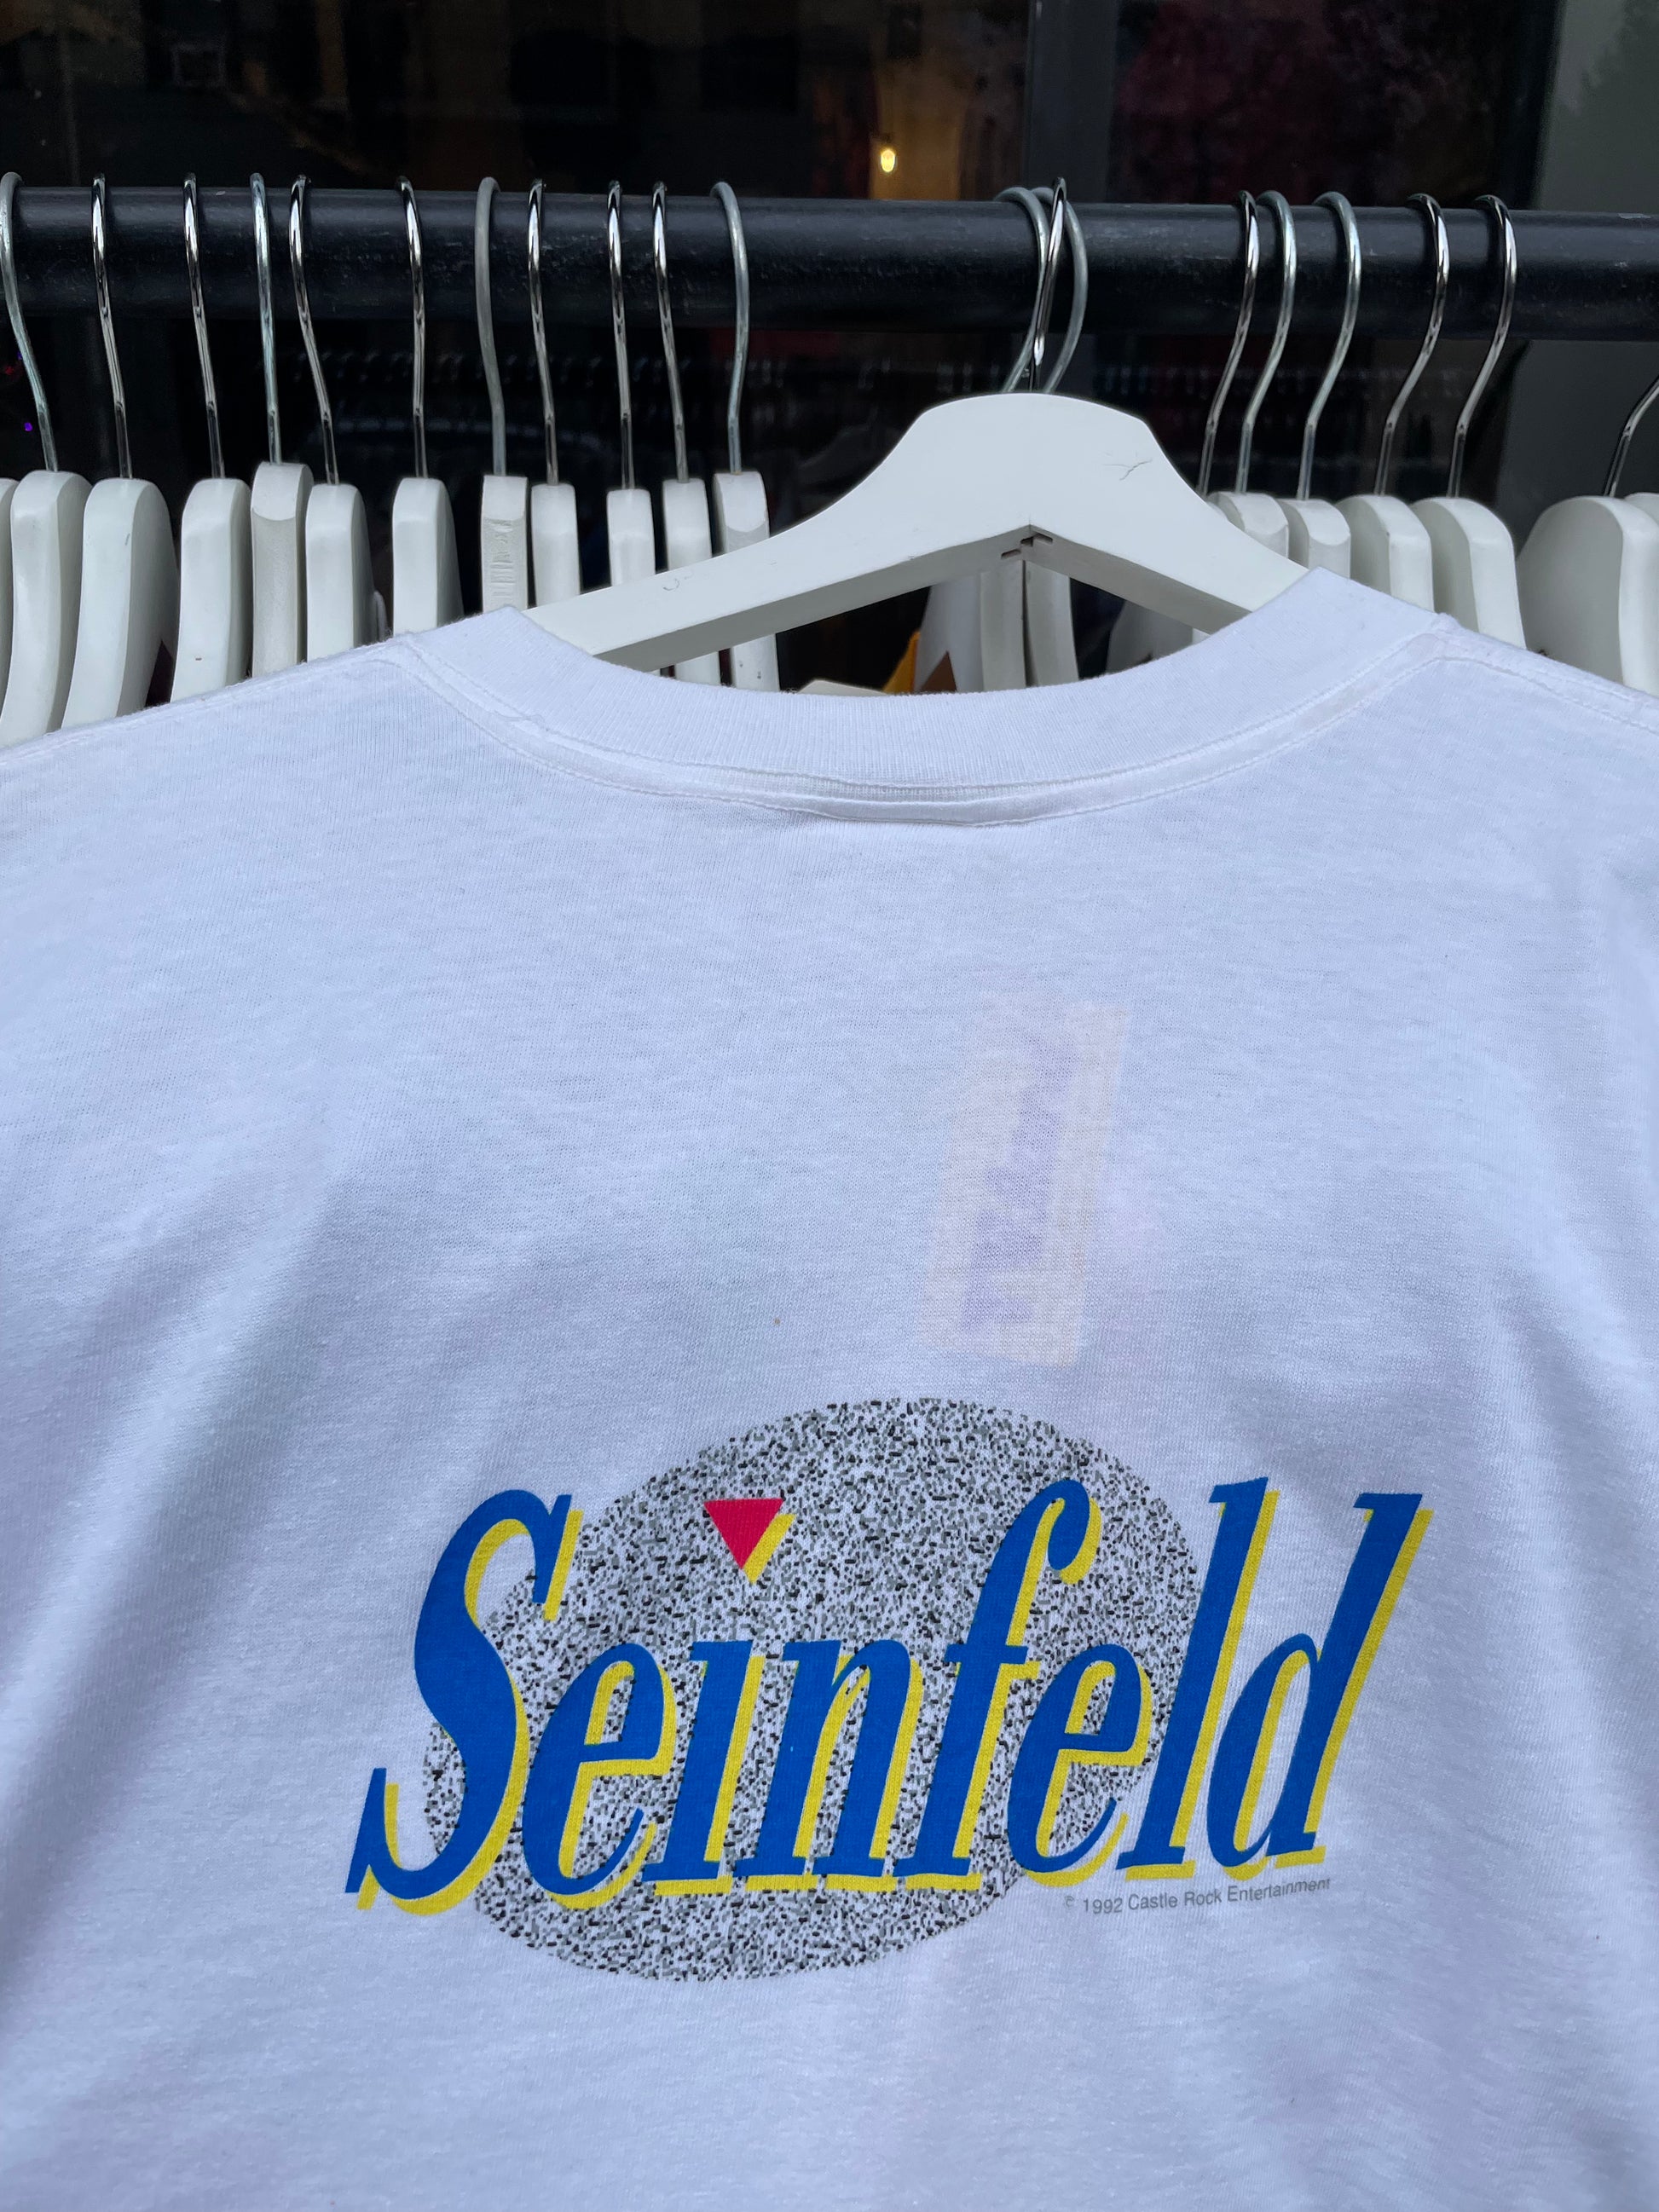 Seinfeld
© 1992 Castle Rock Entertainment